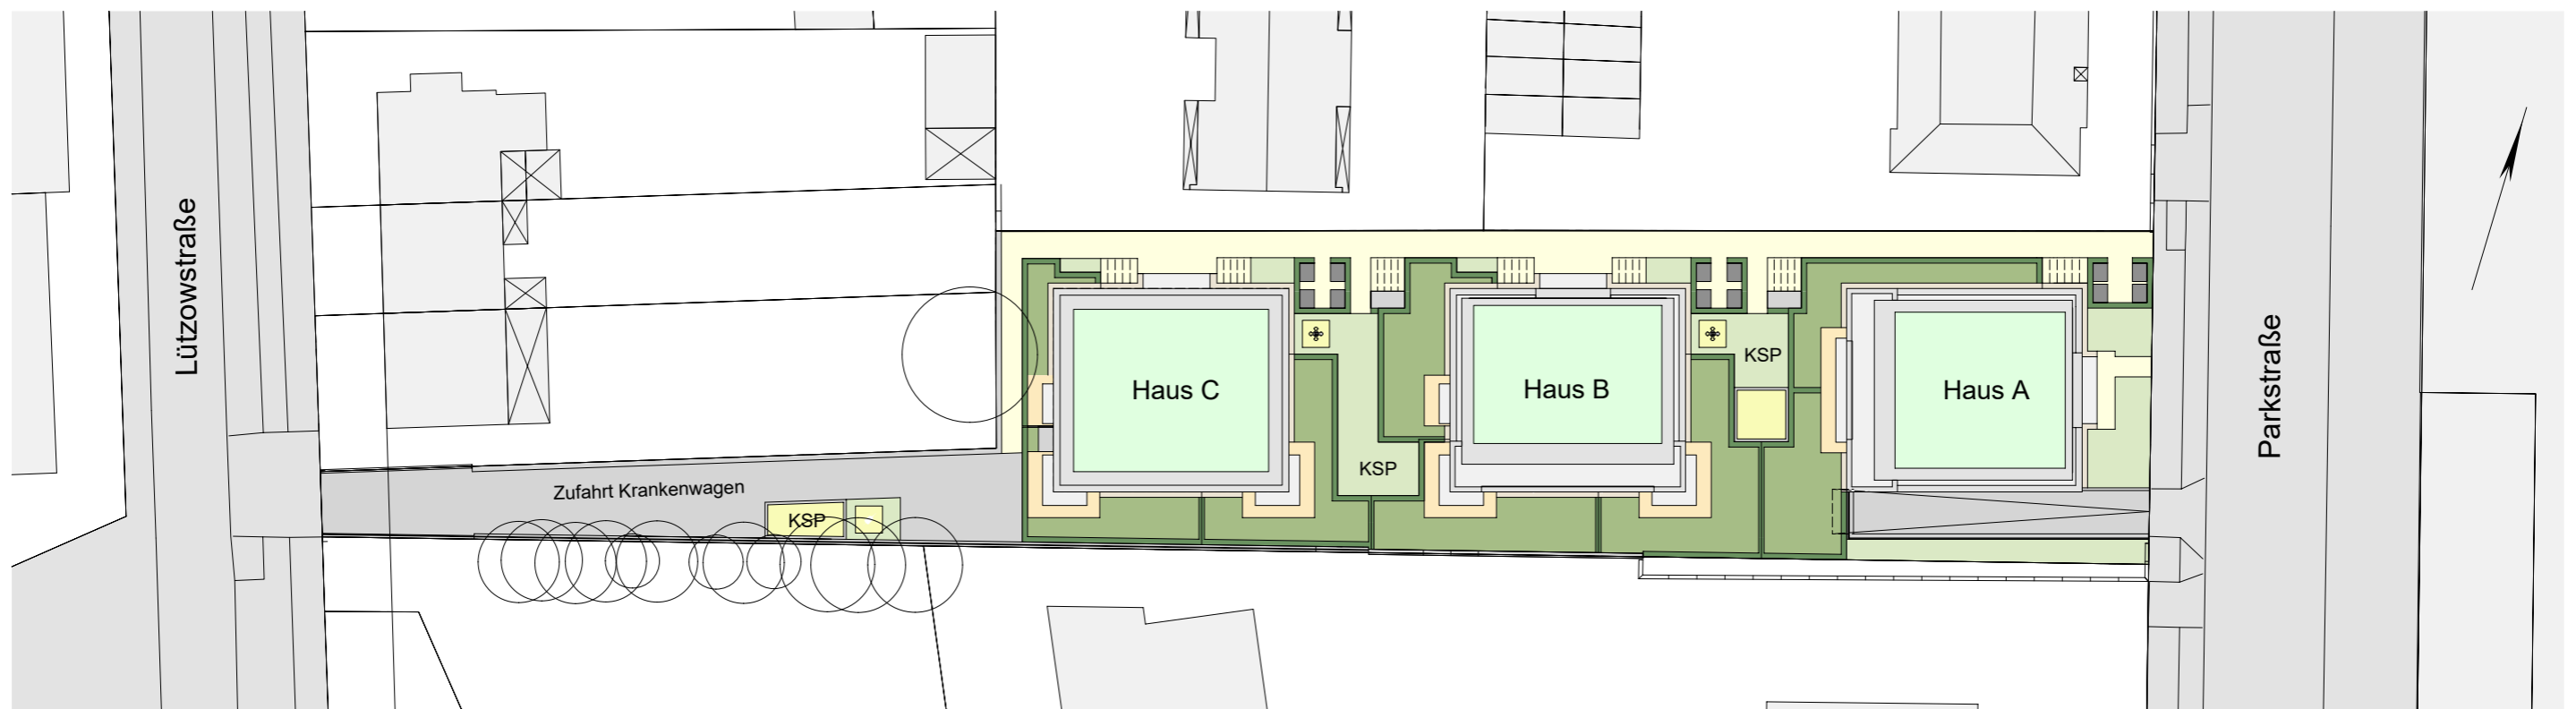 Lützowstraße
Haus C
Haus B
Haus A
KSP
KSP
Zufahrt Krankenwagen
KSP
Parkstraße